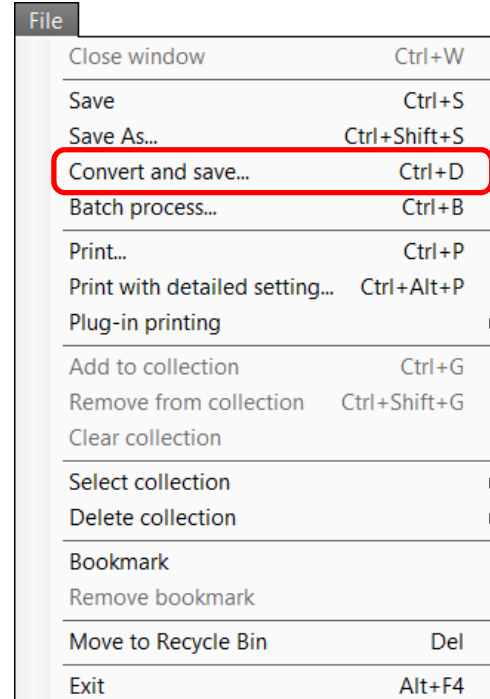 File
Close window Ctrl+W
Save Ctrl+S
Save As... Ctrl+Shift+S
Convert and save... Ctrl+D
Batch process... Ctrl+B
Print... Ctrl+P
Print with detailed setting... Ctrl+Alt+P
Plug-in printing
Add to collection Ctrl+G
Remove from collection Ctrl+Shift+G
Clear collection
Select collection
Delete collection
Bookmark
Remove bookmark
Move to Recycle Bin Del
Exit Alt+F4